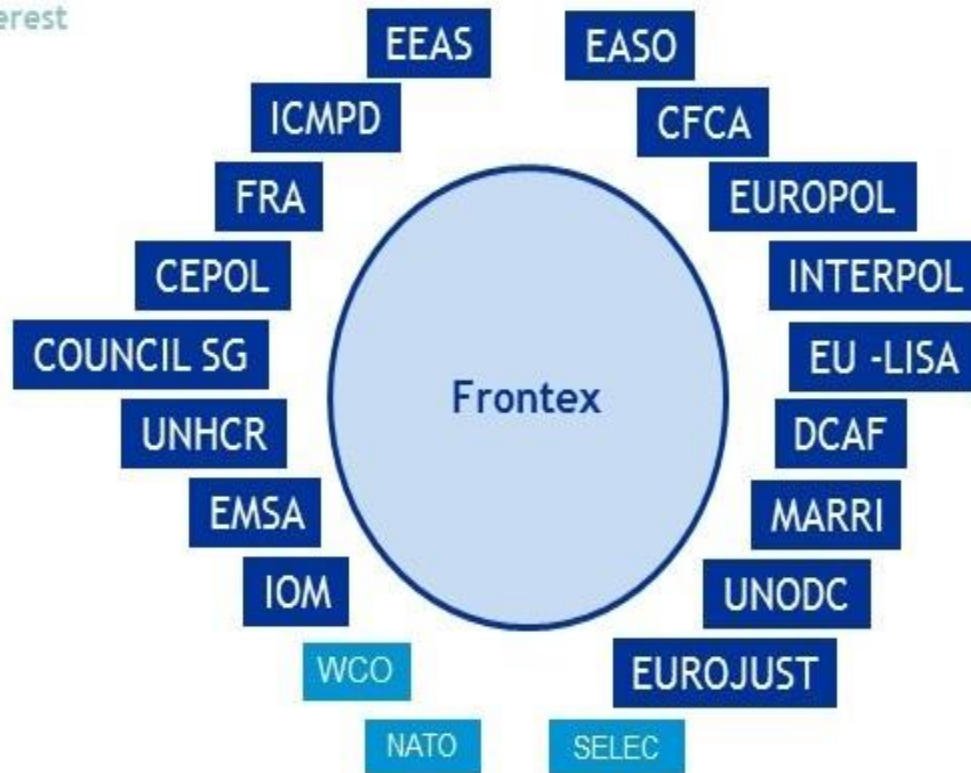 EEAS
EASO
ICMPD
CFCA
FRA
EUROPOL
CEPOL
INTERPOL
COUNCIL SG
EU -LISA
Frontex
UNHCR
DCAF
EMSA
MARRI
IOM
UNODC
WCO
EUROJUST
NATO
SELEC